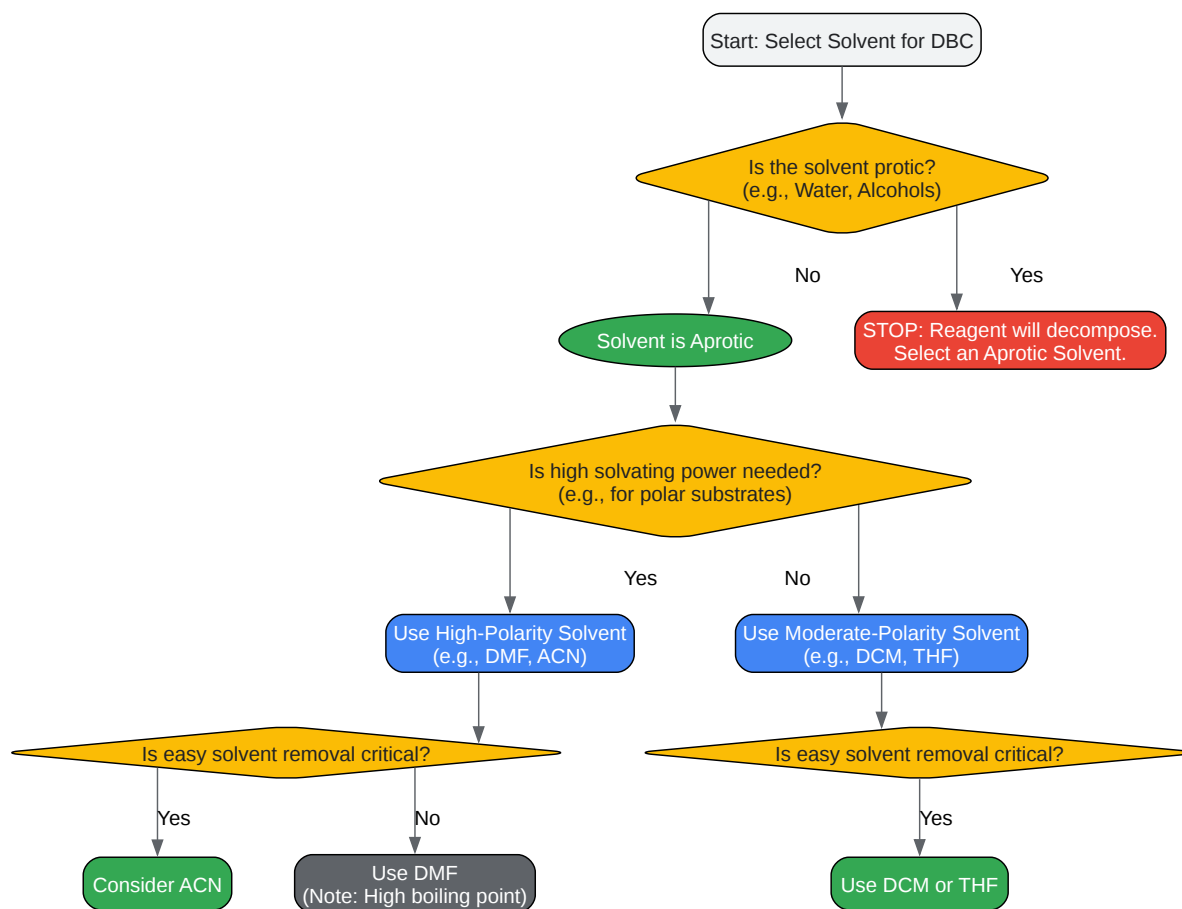 Start: Select Solvent for DBC
Is the solvent protic?
(e.g., Water, Alcohols)
No
Yes
Solvent is Aprotic
STOP: Reagent will decompose.
Select an Aprotic Solvent.
Is high solvating power needed?
(e.g., for polar substrates)
Yes
No
Use High-Polarity Solvent
(e.g., DMF, ACN)
Use Moderate-Polarity Solvent
(e.g., DCM, THF)
Is easy solvent removal critical?
Is easy solvent removal critical?
Yes
No
Yes
Consider ACN
Use DMF
(Note: High boiling point)
Use DCM or THF